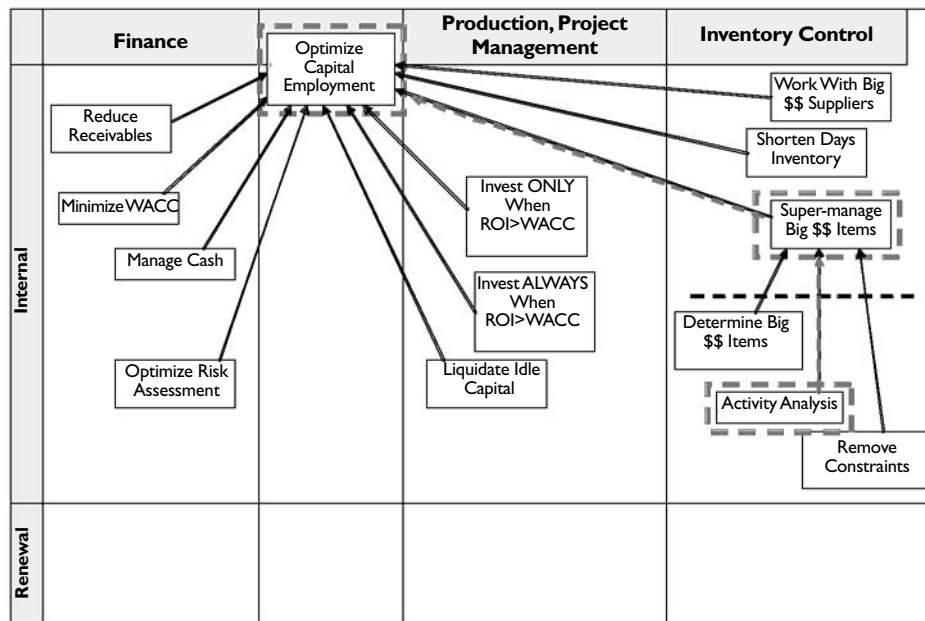 Finance
Optimize
Capital
Employment
Production, Project
Management
Inventory Control
Internal
Reduce
Receivables
Minimize WACC
Manage Cash
Optimize Risk
Assessment
Invest ONLY
When
ROI>WACC
Invest ALWAYS
When
ROI>WACC
Liquidate Idle
Capital
Work With Big
$$ Suppliers
Shorten Days
Inventory
Super-manage
Big $$ Items
Determine Big
$$ Items
Activity Analysis
Remove
Constraints
Renewal